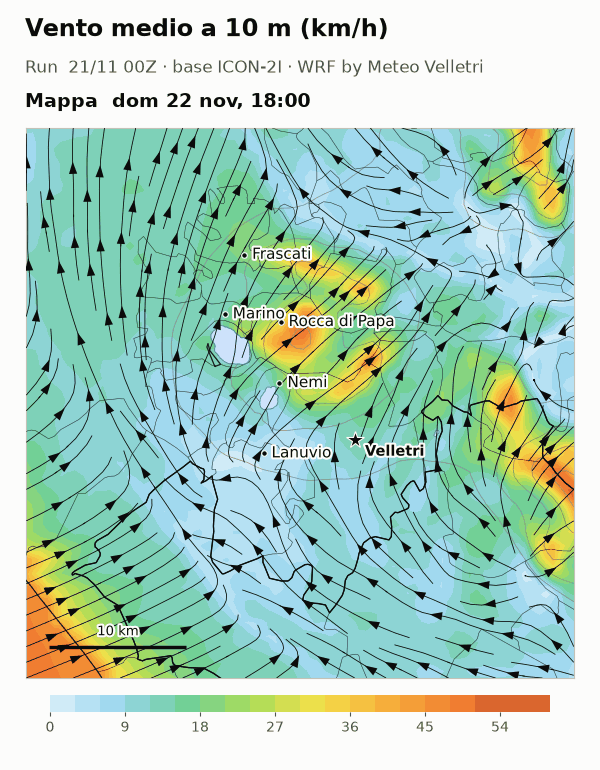 Vento medio a 10 m (km/h)
Run  21/11 00Z · base ICON-2I · WRF by Meteo Velletri
Mappa  dom 22 nov, 18:00
Frascati
Marino
Rocca di Papa
Nemi
Velletri
Lanuvio
10 km
0 9 18 27 36 45 54